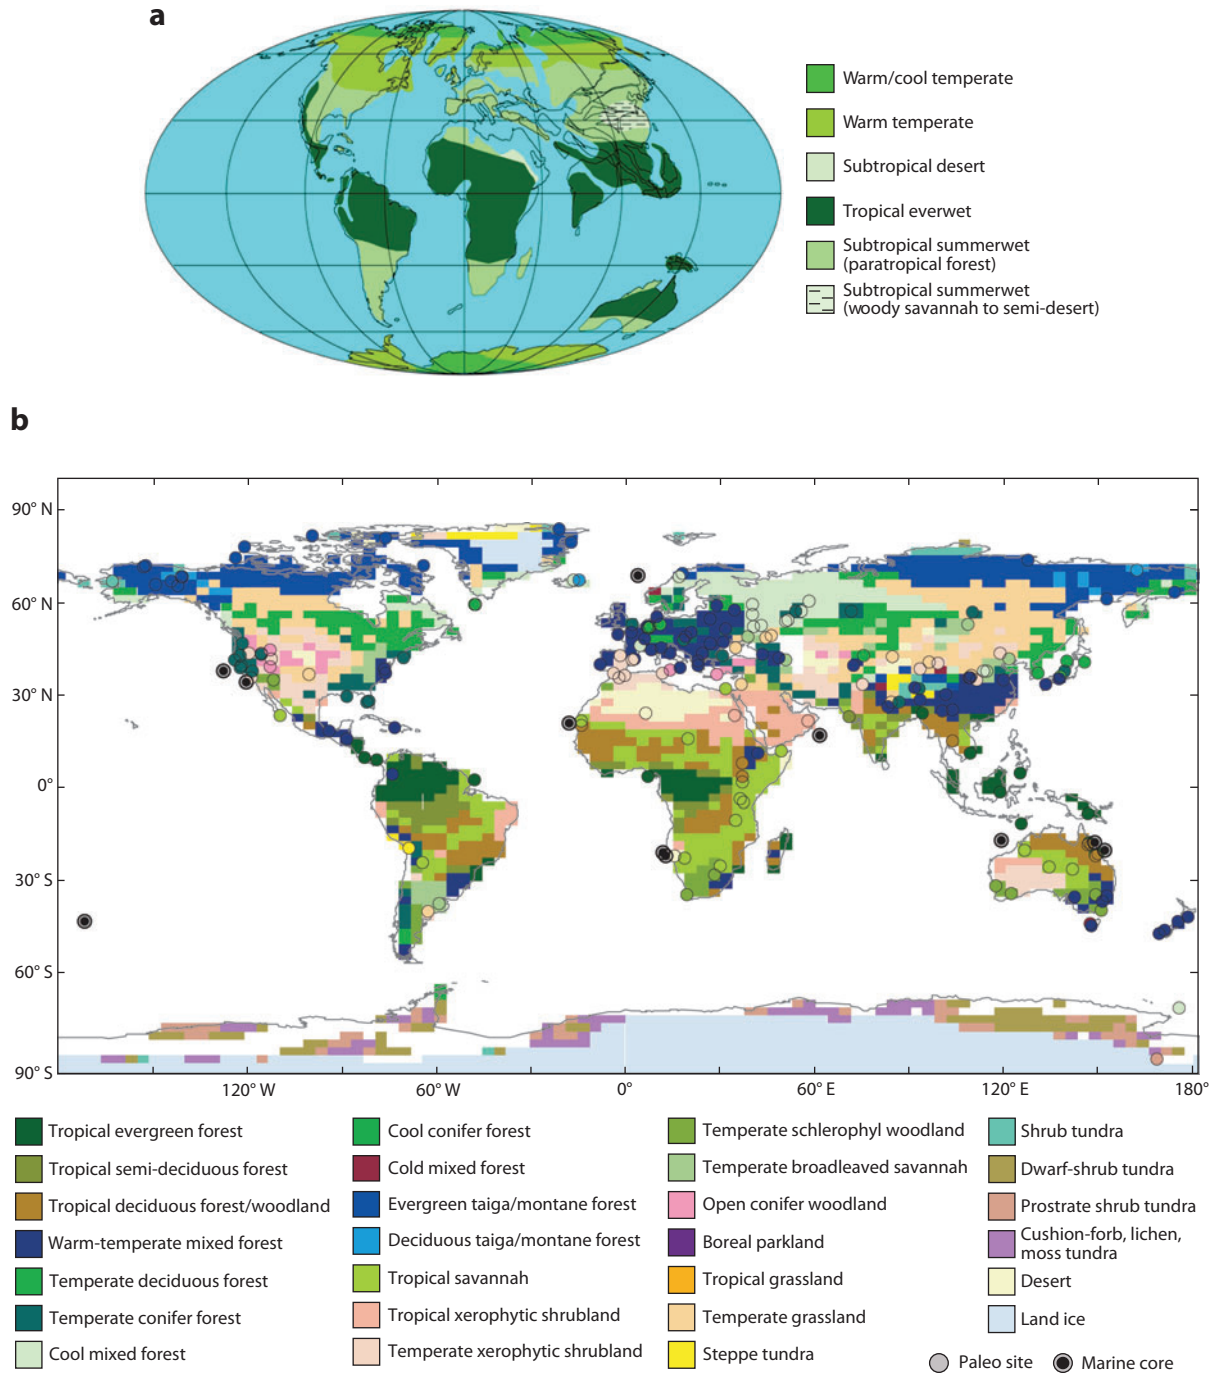 a
Warm/cool temperate
Warm temperate
Subtropical desert
Tropical everwet
Subtropical summerwet
(paratropical forest)
Subtropical summerwet
(woody savannah to semi-desert)
b
90° N
60° N
30° N
0°
30° S
60° S
90° S
120° W
60° W
0°
60° E
120° E
180°
Tropical evergreen forest
Tropical semi-deciduous forest
Tropical deciduous forest/woodland
Warm-temperate mixed forest
Temperate deciduous forest
Temperate conifer forest
Cool mixed forest
Cool conifer forest
Cold mixed forest
Evergreen taiga/montane forest
Deciduous taiga/montane forest
Tropical savannah
Tropical xerophytic shrubland
Temperate xerophytic shrubland
Temperate schlerophyl woodland
Temperate broadleaved savannah
Open conifer woodland
Boreal parkland
Tropical grassland
Temperate grassland
Steppe tundra
Shrub tundra
Dwarf-shrub tundra
Prostrate shrub tundra
Cushion-forb, lichen,
moss tundra
Desert
Land ice
Paleo site
Marine core